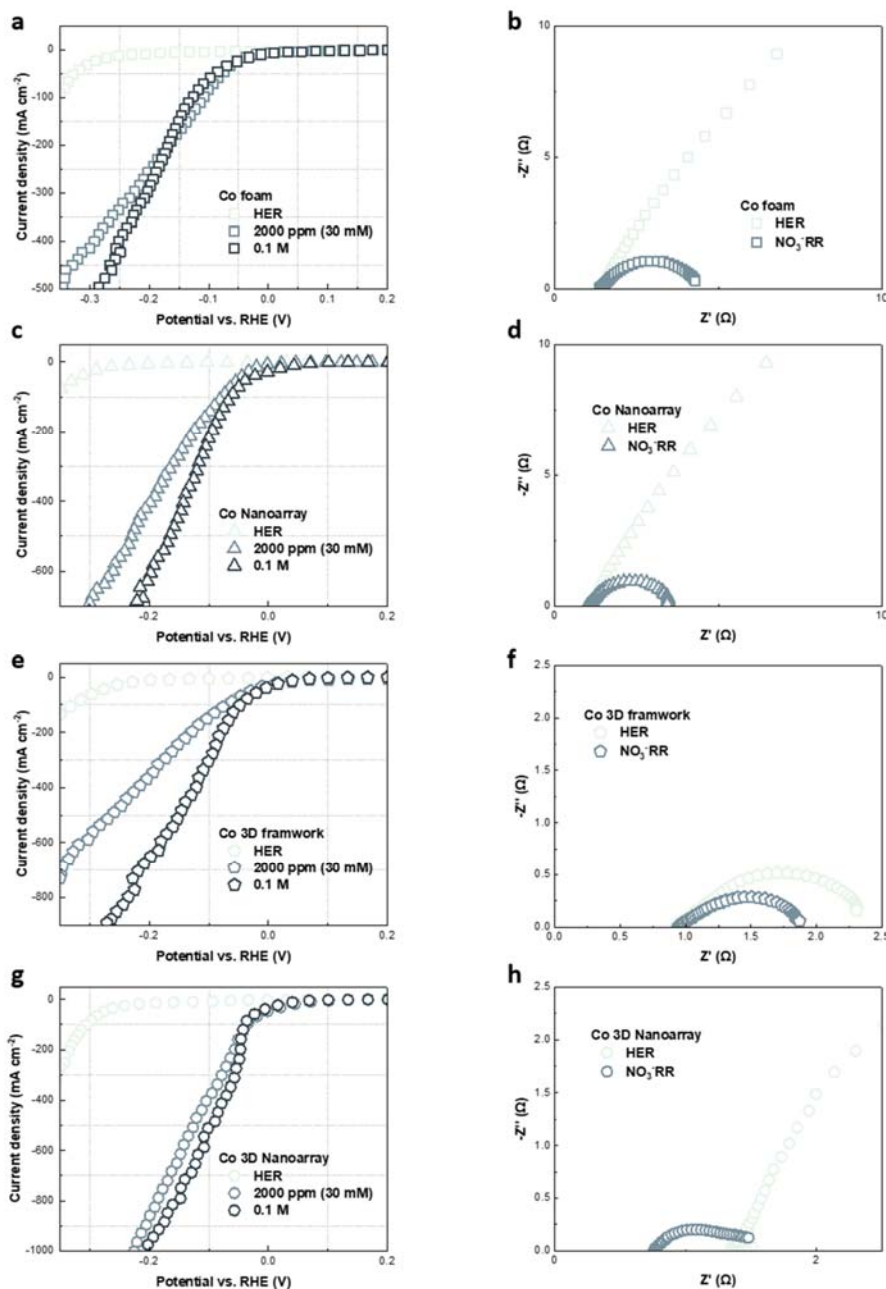 a
Current density (mA cm⁻²)
0
-100
-200
-300
-400
-500
Co foam
HER
2000 ppm (30 mM)
0.1 M
-0.3
-0.2
-0.1
0.0
0.1
0.2
Potential vs. RHE (V)
b
-Z'' (Ω)
10
5
0
Co foam
HER
NO₃⁻RR
0
10
Z' (Ω)
c
Current density (mA cm⁻²)
0
-200
-400
-600
Co Nanoarray
HER
2000 ppm (30 mM)
0.1 M
-0.2
0.0
0.2
Potential vs. RHE (V)
d
-Z'' (Ω)
10
5
0
Co Nanoarray
HER
NO₃⁻RR
0
10
Z' (Ω)
e
Current density (mA cm⁻²)
0
-200
-400
-600
-800
Co 3D framwork
HER
2000 ppm (30 mM)
0.1 M
-0.2
0.0
0.2
Potential vs. RHE (V)
f
-Z'' (Ω)
2.5
2.0
1.5
1.0
0.5
0.0
Co 3D framwork
HER
NO₃⁻RR
0.0
0.5
1.0
1.5
2.0
2.5
Z' (Ω)
g
Current density (mA cm⁻²)
0
-200
-400
-600
-800
-1000
Co 3D Nanoarray
HER
2000 ppm (30 mM)
0.1 M
-0.2
0.0
0.2
Potential vs. RHE (V)
h
-Z'' (Ω)
2.5
2.0
1.5
1.0
0.5
0.0
Co 3D Nanoarray
HER
NO₃⁻RR
0
2
Z' (Ω)